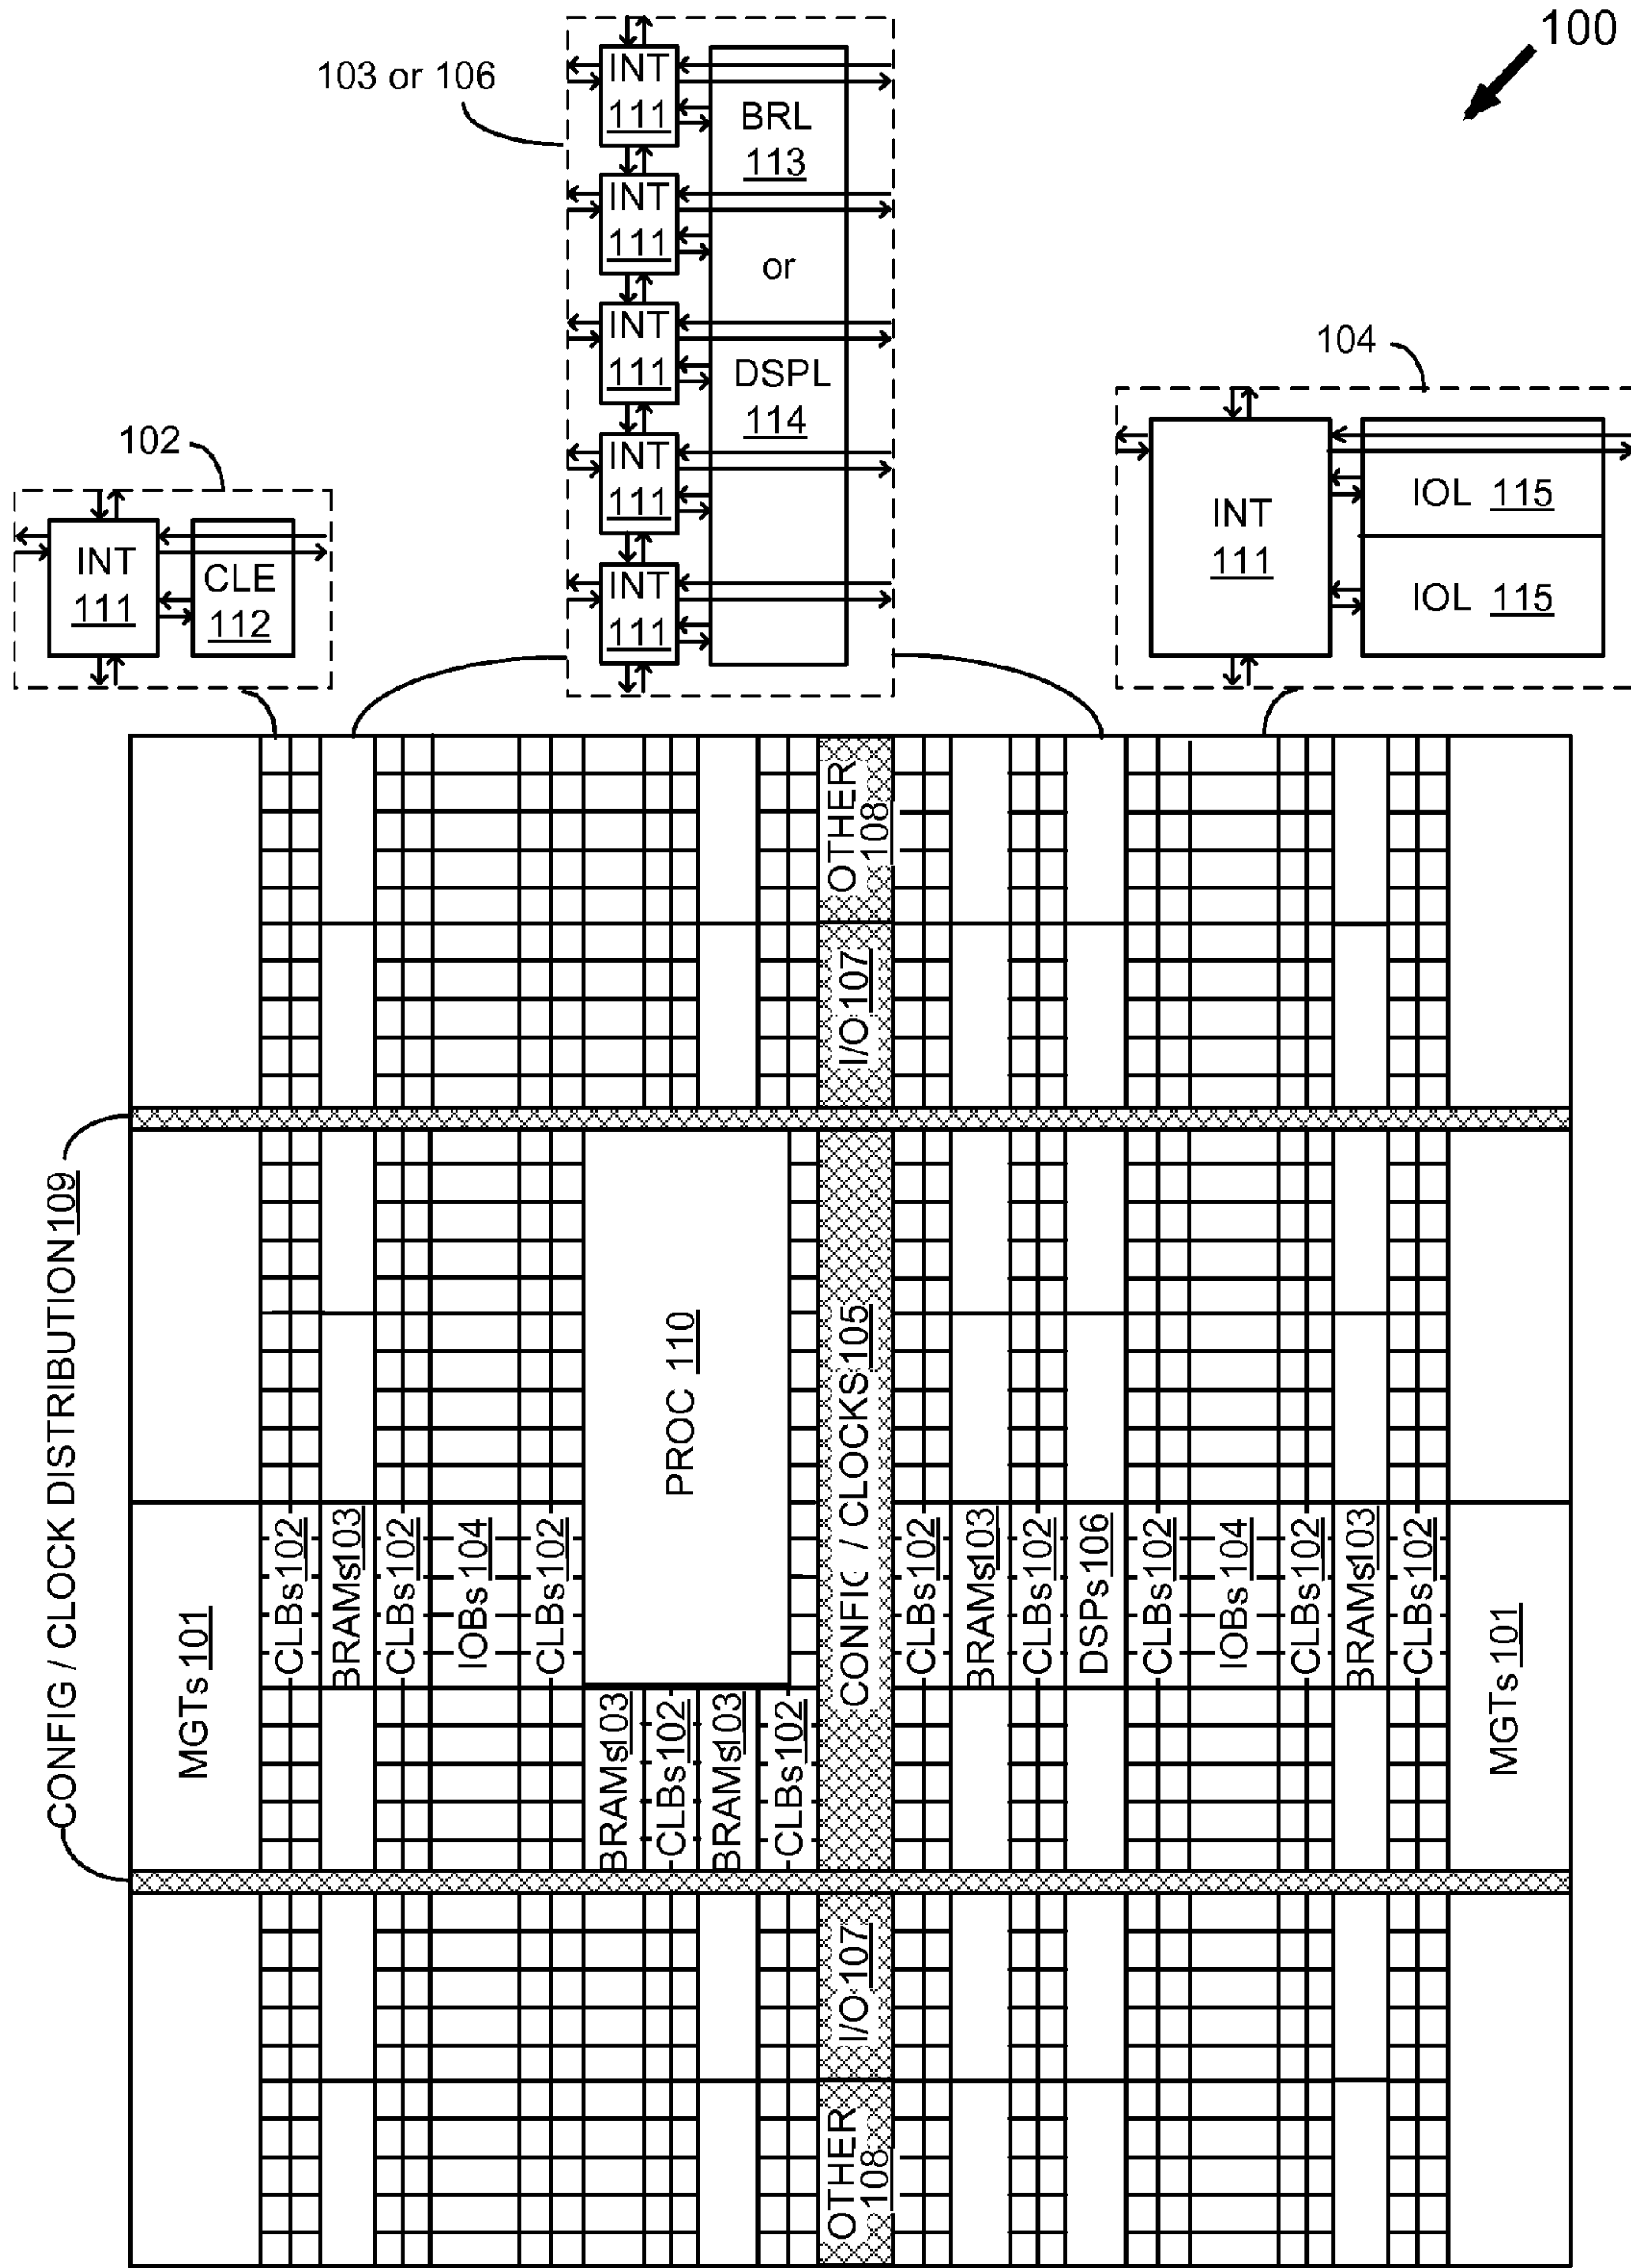 100
103 or 106
INT
111
INT
111
INT
111
INT
111
INT
111
BRL
113
or
DSPL
114
104
INT
111
IOL 115
IOL 115
102
INT
111
CLE
112
OTHER
108
I/O 107
CONFIG / CLOCK DISTRIBUTION 109
PROC 110
CONFIG / CLOCKS 105
MGTs 101
CLBs 102
BRAMs 103
CLBs 102
IOBs 104
CLBs 102
BRAMs 103
CLBs 102
BRAMs 103
CLBs 102
CLBs 102
BRAMs 103
CLBs 102
DSPs 106
CLBs 102
IOBs 104
CLBs 102
BRAMs 103
CLBs 102
MGTs 101
I/O 107
OTHER
108